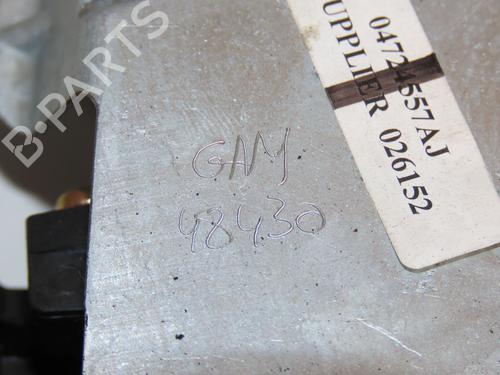 B-PARTS
04724557AJ
SUPPLIER 026152
GAM
48430